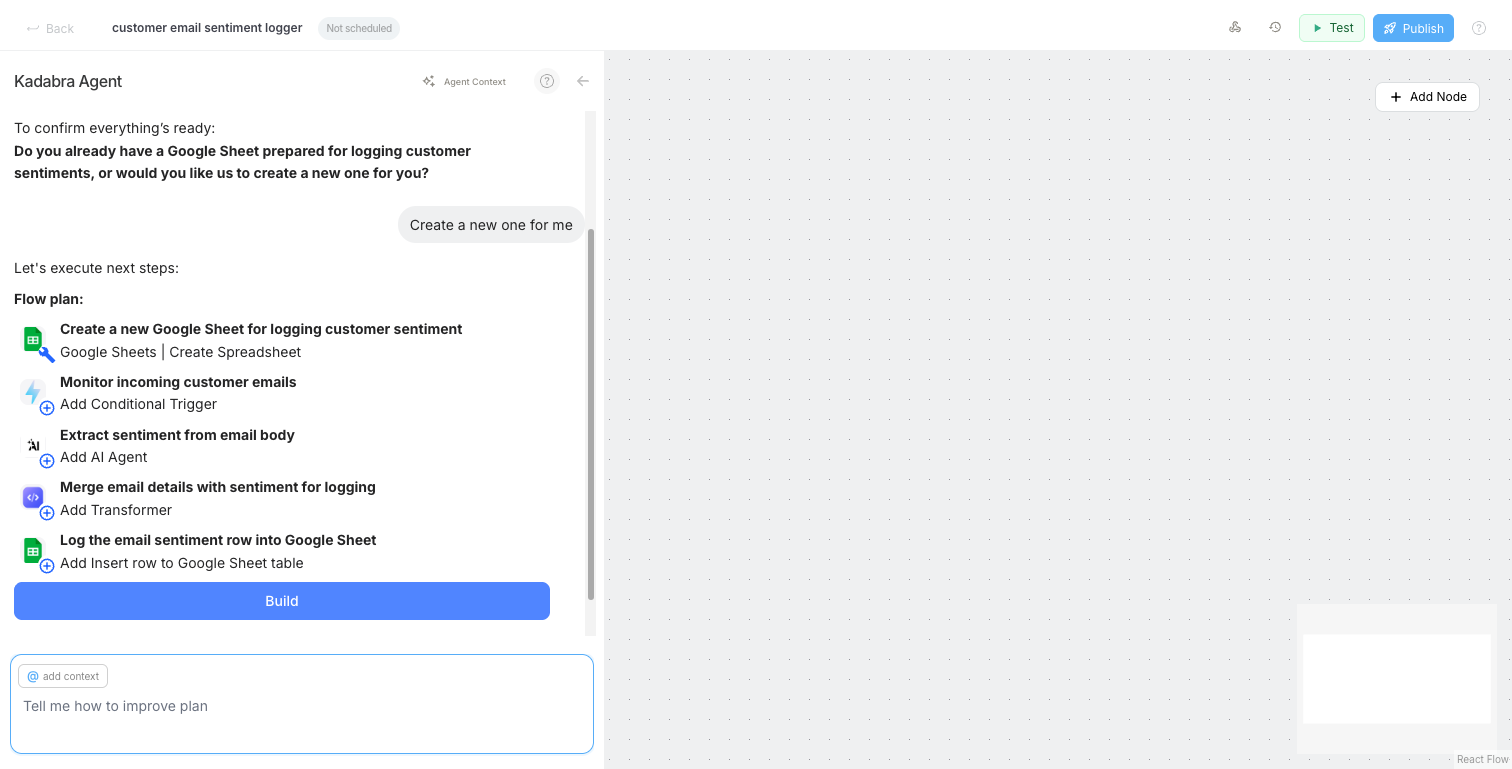 Back
customer email sentiment logger
Not scheduled
Test
Publish
Kadabra Agent
Agent Context
Add Node
To confirm everything’s ready:
Do you already have a Google Sheet prepared for logging customer
sentiments, or would you like us to create a new one for you?
Create a new one for me
Let's execute next steps:
Flow plan:
Create a new Google Sheet for logging customer sentiment
Google Sheets | Create Spreadsheet
Monitor incoming customer emails
Add Conditional Trigger
AI
Extract sentiment from email body
Add AI Agent
Merge email details with sentiment for logging
Add Transformer
Log the email sentiment row into Google Sheet
Add Insert row to Google Sheet table
Build
@ add context
Tell me how to improve plan
React Flow